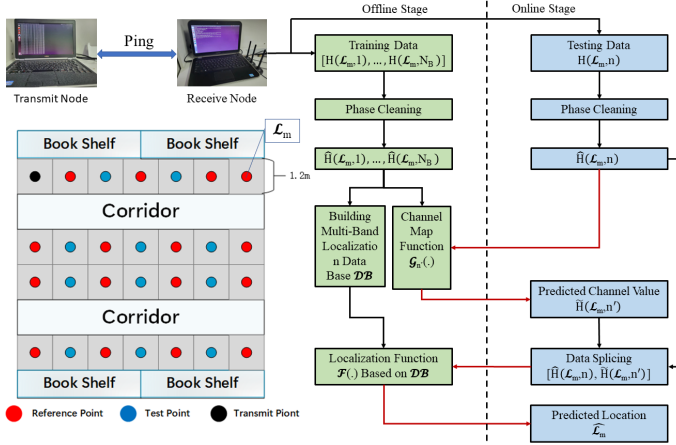 Offline Stage
Online Stage
Ping
Transmit Node
Receive Node
Training Data
[H(𝓛m,1), ..., H(𝓛m,NB)]
Testing Data
H(𝓛m,n)
Phase Cleaning
Phase Cleaning
Ĥ(𝓛m,1), ..., Ĥ(𝓛m,NB)
Ĥ(𝓛m,n)
𝓛m
Book Shelf
Book Shelf
1.2m
Corridor
Corridor
Book Shelf
Book Shelf
Building
Multi-Band
Localizatio
n Data
Base 𝓓𝓑
Channel
Map
Function
𝓖n'(.)
Predicted Channel Value
H̃(𝓛m,n′)
Localization Function
𝓕(.) Based on 𝓓𝓑
Data Splicing
[Ĥ(𝓛m,n), H̃(𝓛m,n′)]
Predicted Location
𝓛̂m
Reference Point
Test Point
Transmit Piont